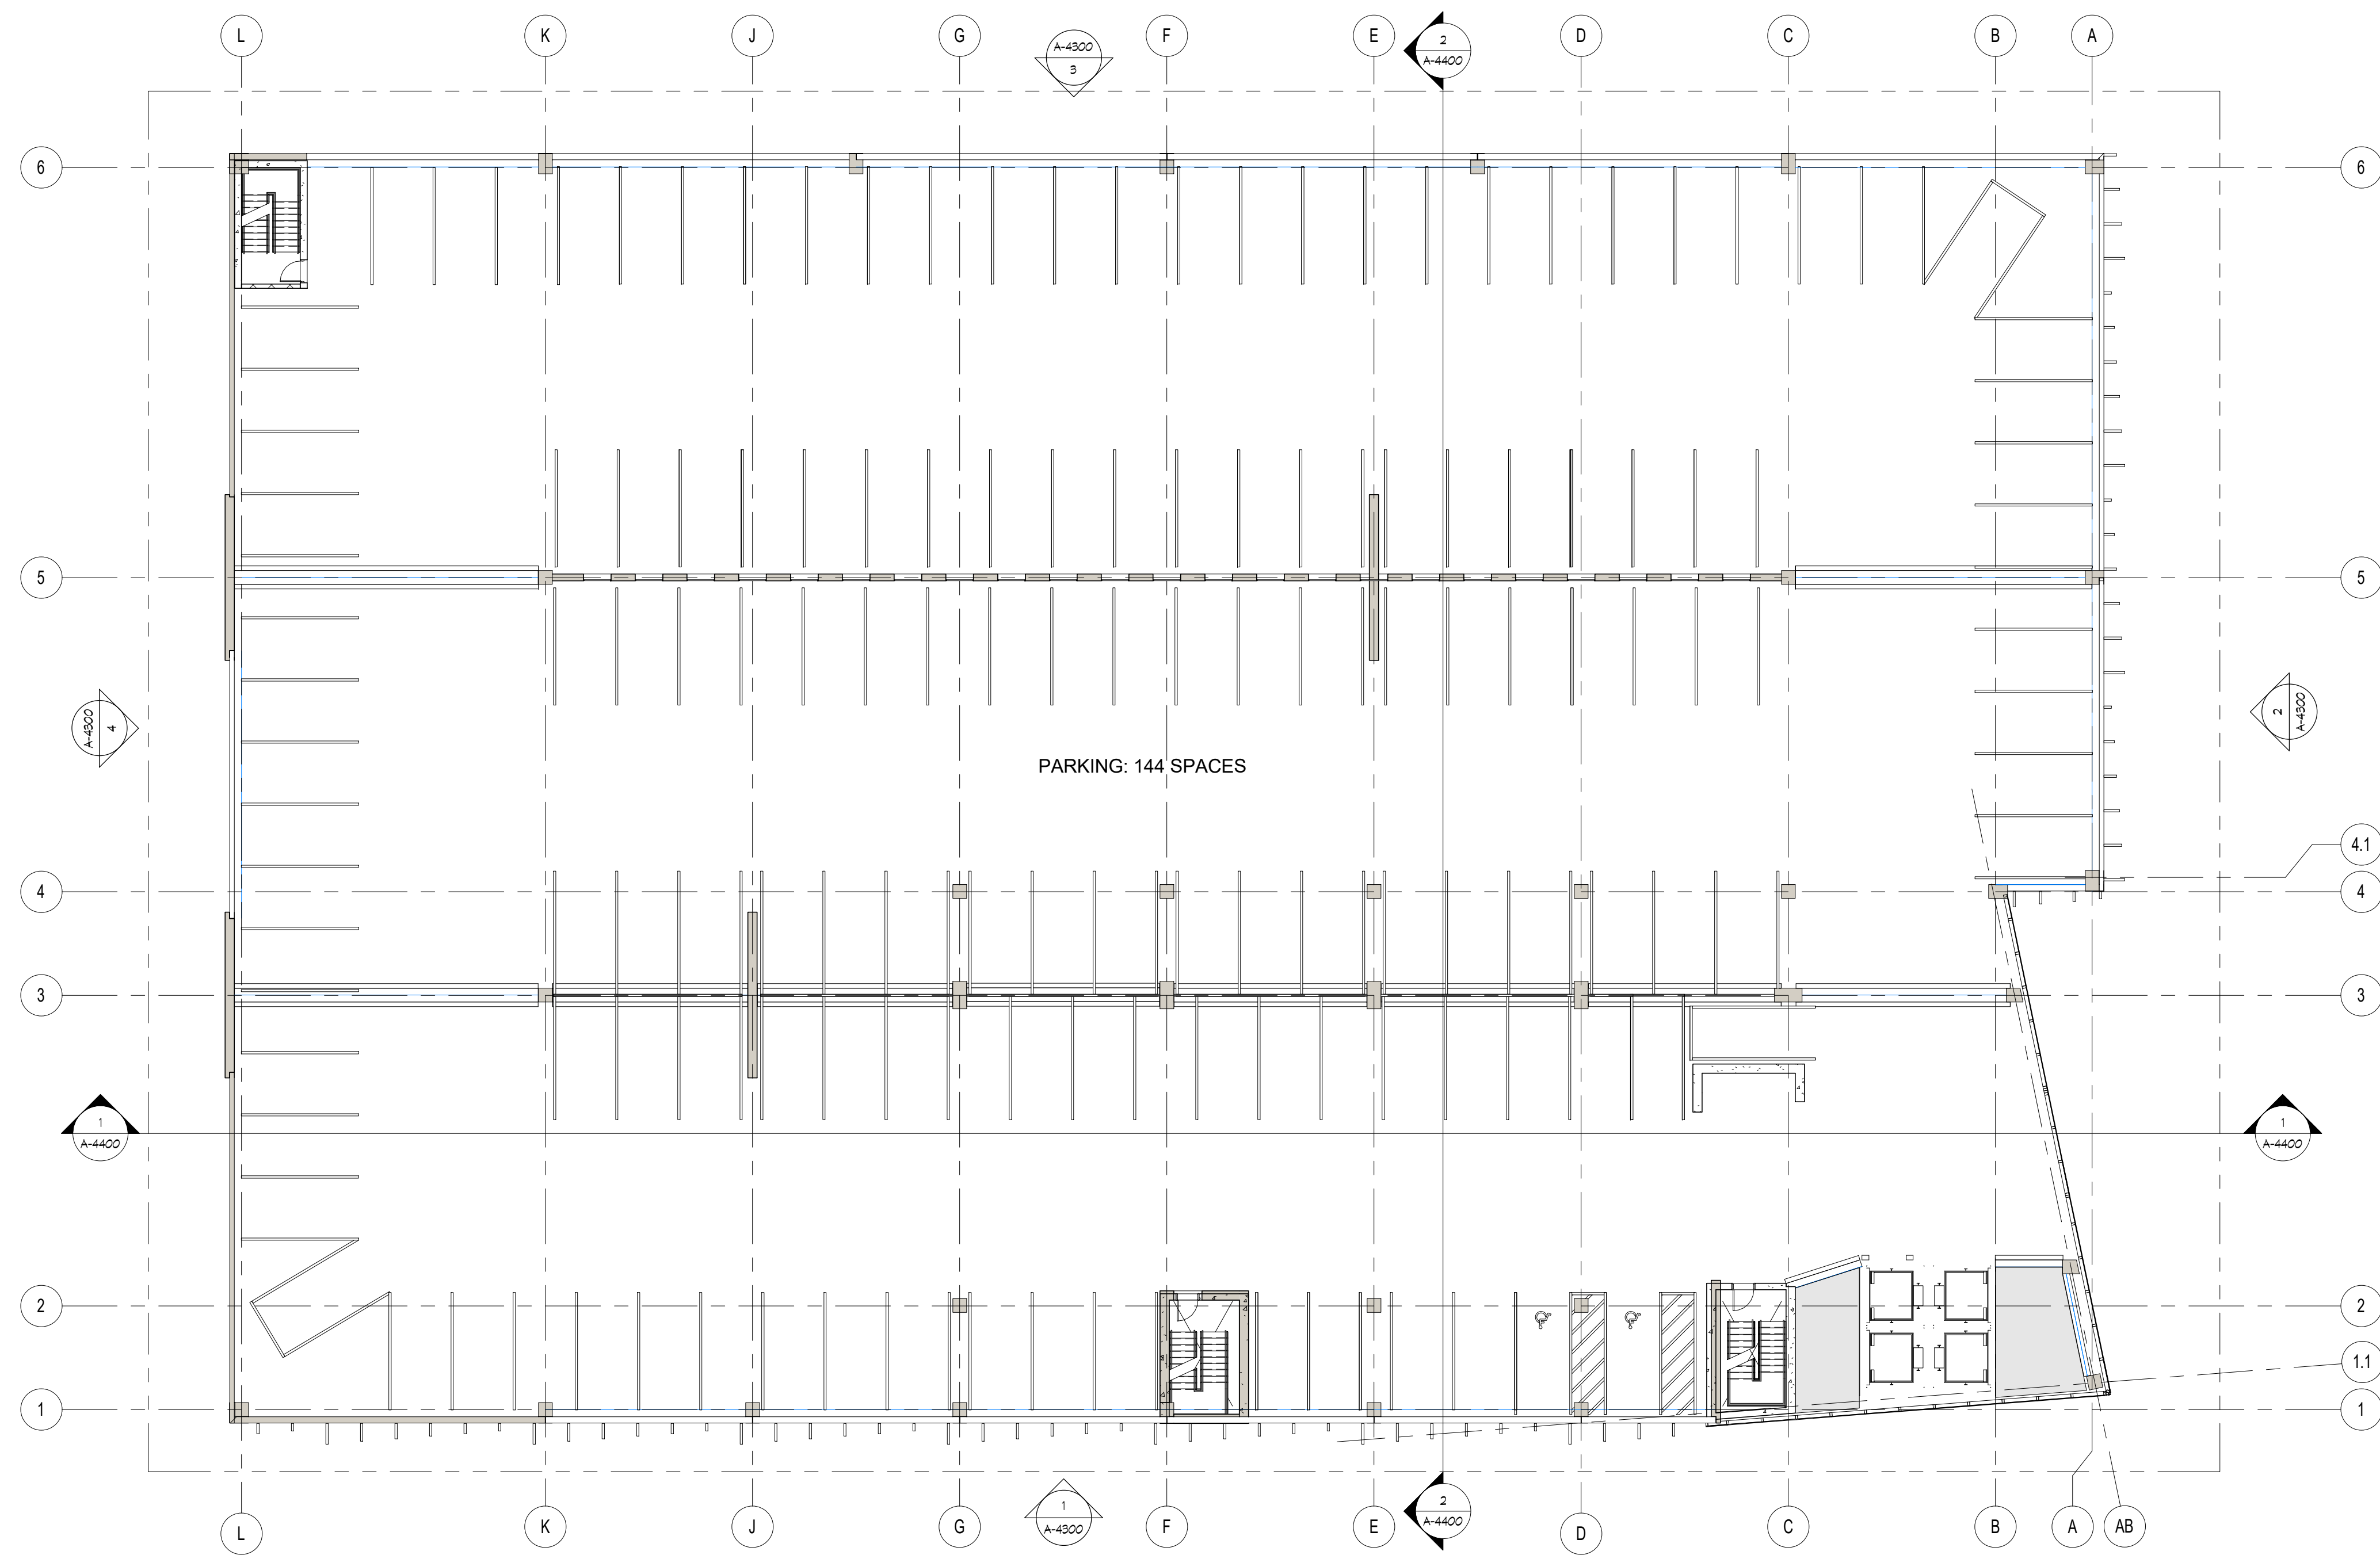 L K J G F E D C B A
A-4300
3
2
A-4400
6 6
5 5
A-4300
4
2
A-4300
PARKING: 144 SPACES
4.1
4 4
3 3
1
A-4400
1
A-4400
2 2
1.1
1 1
1
A-4300
2
A-4400
L K J G F E D C B A AB